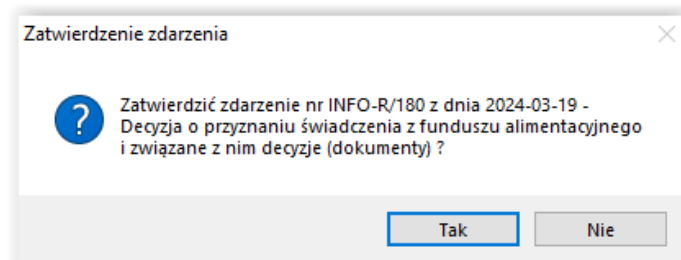 Zatwierdzenie zdarzenia
Zatwierdzić zdarzenie nr INFO-R/180 z dnia 2024-03-19 -
Decyzja o przyznaniu świadczenia z funduszu alimentacyjnego
i związane z nim decyzje (dokumenty) ?
Tak
Nie